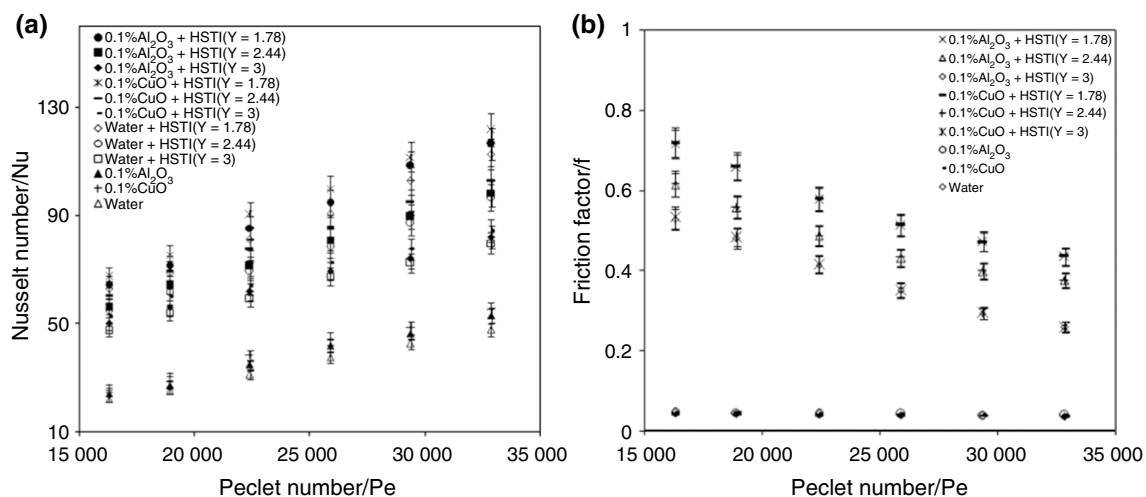 (a)
0.1%Al₂O₃ + HSTI(Y = 1.78)
0.1%Al₂O₃ + HSTI(Y = 2.44)
0.1%Al₂O₃ + HSTI(Y = 3)
0.1%CuO + HSTI(Y = 1.78)
0.1%CuO + HSTI(Y = 2.44)
0.1%CuO + HSTI(Y = 3)
Water + HSTI(Y = 1.78)
Water + HSTI(Y = 2.44)
Water + HSTI(Y = 3)
0.1%Al₂O₃
0.1%CuO
Water
Nusselt number/Nu
130
90
50
10
15 000
20 000
25 000
30 000
35 000
Peclet number/Pe
(b)
0.1%Al₂O₃ + HSTI(Y = 1.78)
0.1%Al₂O₃ + HSTI(Y = 2.44)
0.1%Al₂O₃ + HSTI(Y = 3)
0.1%CuO + HSTI(Y = 1.78)
0.1%CuO + HSTI(Y = 2.44)
0.1%CuO + HSTI(Y = 3)
0.1%Al₂O₃
0.1%CuO
Water
Friction factor/f
1
0.8
0.6
0.4
0.2
0
15 000
20 000
25 000
30 000
35 000
Peclet number/Pe